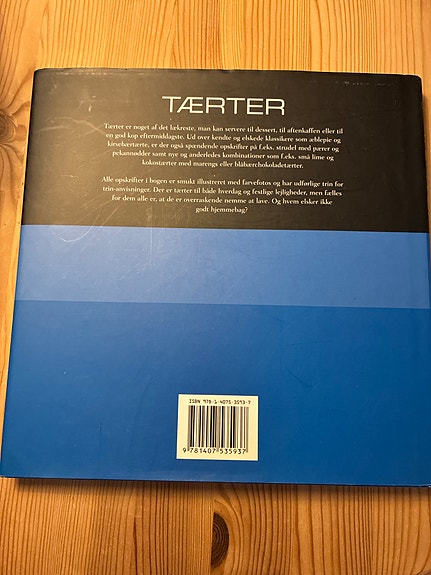 TÆRTER
Tærter er noget af det lækreste, man kan servere til dessert, til aftenkaffen eller til
en god kop eftermiddagste. Ud over kendte og elskede klassikere som æblepie og
kirsebærtærte, er der også spændende opskrifter på f.eks. strudel med pærer og
pekannødder samt nye og anderledes kombinationer som f.eks. små lime og
kokostærter med marengs eller blåbærchokoladetærter.
Alle opskrifter i bogen er smukt illustreret med farvefotos og har udførlige trin for
trin-anvisninger. Der er tærter til både hverdag og festlige lejligheder, men fælles
for dem alle er, at de er overraskende nemme at lave. Og hvem elsker ikke
godt hjemmebag?
ISBN 978-1-4075-3593-7
9 781407 535937